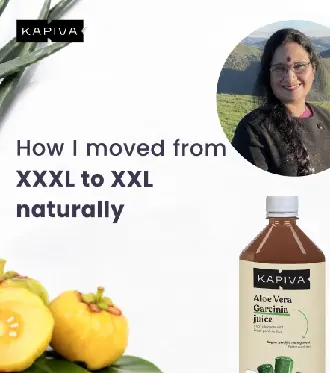 KAPIVA
How I moved from
XXXL to XXL
naturally
KAPIVA
Aloe Vera
Garcinia
juice